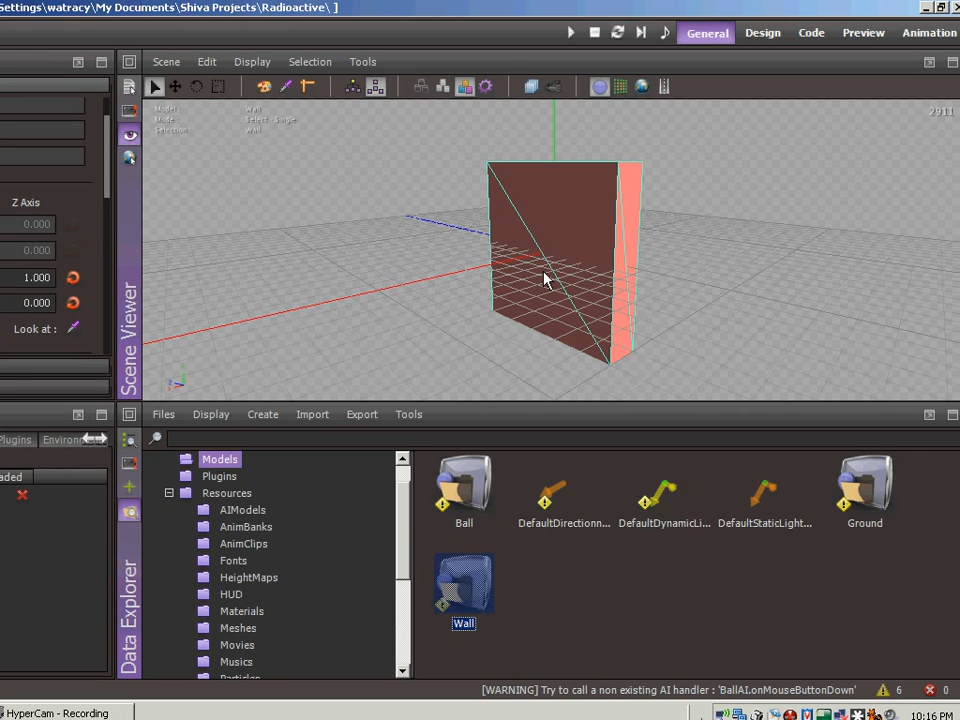 Settings\watracy\My Documents\Shiva Projects\Radioactive\ ]
General
Design
Code
Preview
Animation
Scene
Edit
Display
Selection
Tools
Model :
Wall
Mode :
Select - Single
Selection :
Wall
2911
Z Axis
0.000
0.000
1.000
0.000
Look at :
Scene Viewer
Files
Display
Create
Import
Export
Tools
Plugins
Environ
aded
Models
Plugins
Resources
AIModels
AnimBanks
AnimClips
Fonts
HeightMaps
HUD
Materials
Meshes
Movies
Musics
Ball
DefaultDirectionn...
DefaultDynamicLi...
DefaultStaticLight...
Ground
Wall
Data Explorer
[WARNING] Try to call a non existing AI handler : 'BallAI.onMouseButtonDown'
6
0
HyperCam - Recording
10:16 PM